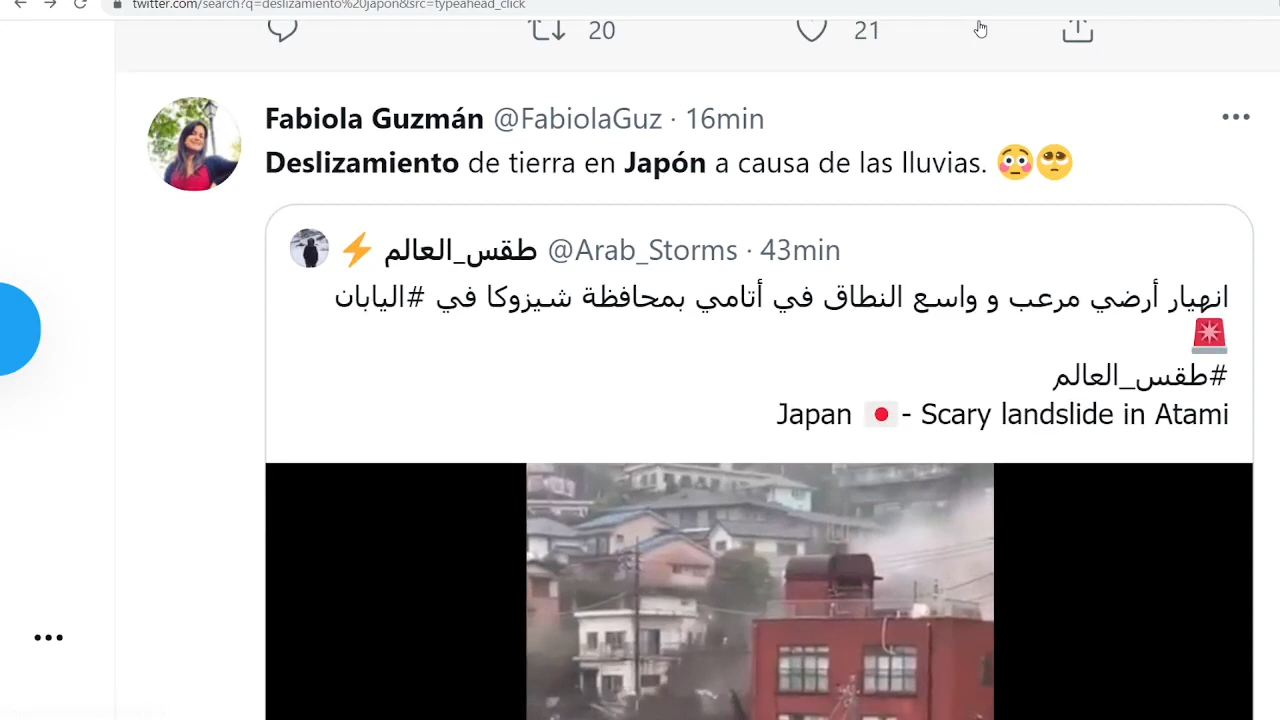 twitter.com/search?q=deslizamiento%20japon&src=typeahead_click
20 21
Fabiola Guzmán @FabiolaGuz · 16min
Deslizamiento de tierra en Japón a causa de las lluvias. 😳🥺
⚡ طقس_العالم @Arab_Storms · 43min
انهيار أرضي مرعب و واسع النطاق في أتامي بمحافظة شيزوكا في #اليابان
🚨
#طقس_العالم
Japan 🇯🇵- Scary landslide in Atami